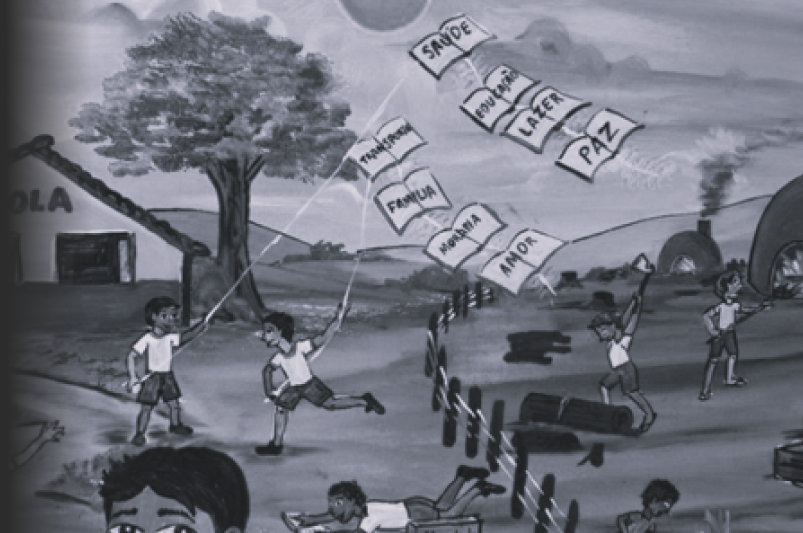 SAÚDE
EDUCAÇÃO
LAZER
PAZ
TRANSPORTE
FAMÍLIA
MORADIA
AMOR
OLA